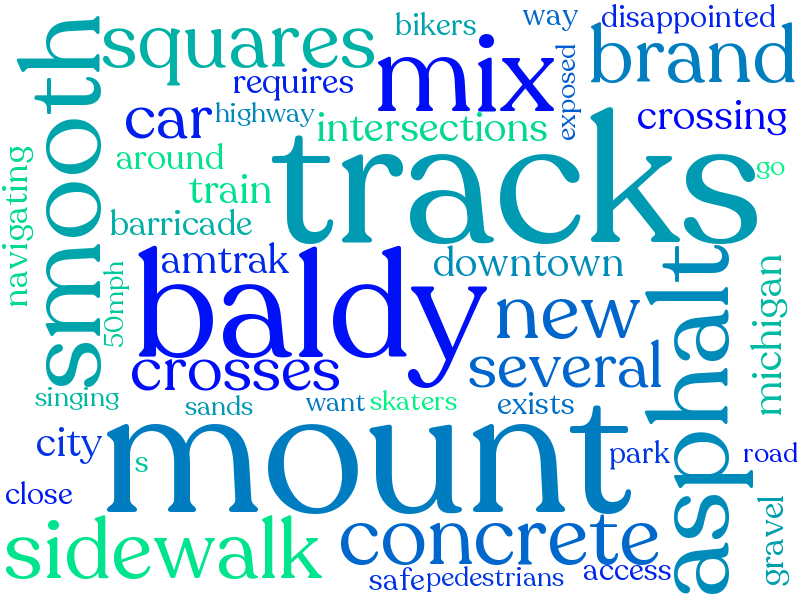 way
disappointed
bikers
squares
smooth
brand
mix
exposed
requires
car
highway
crossing
intersections
tracks
around
navigating
train
go
barricade
amtrak
downtown
baldy
asphalt
michigan
50mph
new
crosses
several
singing
sands
want
skaters
exists
mount
city
s
park
road
close
sidewalk
concrete
gravel
safe
pedestrians
access